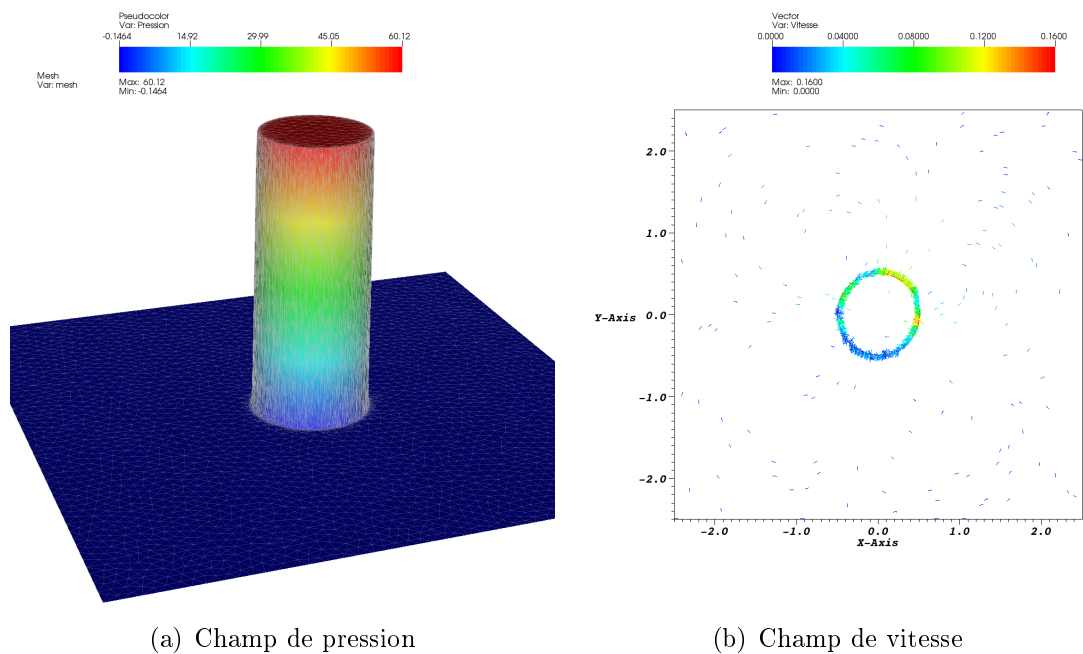 Pseudocolor
Var: Pression
-0.1464 14.92 29.99 45.05 60.12
Max: 60.12
Min: -0.1464
Mesh
Var: mesh
(a) Champ de pression
Vector
Var: Vitesse
0.0000 0.04000 0.08000 0.1200 0.1600
Max: 0.1600
Min: 0.0000
2.0
1.0
Y-Axis 0.0
-1.0
-2.0
-2.0 -1.0 0.0 1.0 2.0
X-Axis
(b) Champ de vitesse